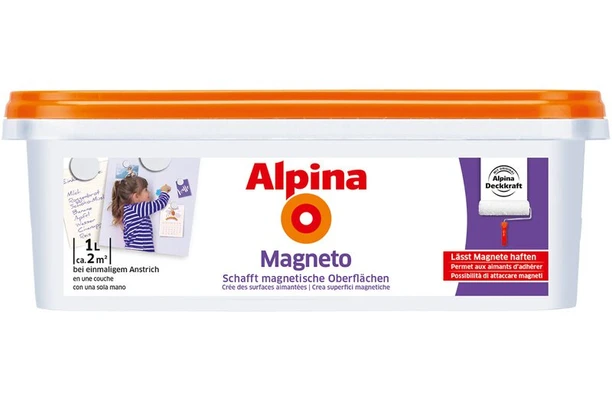 Milch
Alpina
Magneto
Schafft magnetische Oberflächen
Crée des surfaces aimantées | Crea superfici magnetiche
1L
ca. 2 m²
bei einmaligem Anstrich
en une couche
con una sola mano
Alpina
Deckkraft
Lässt Magnete haften
Permet aux aimants d'adhérer
Possibilità di attaccare magneti